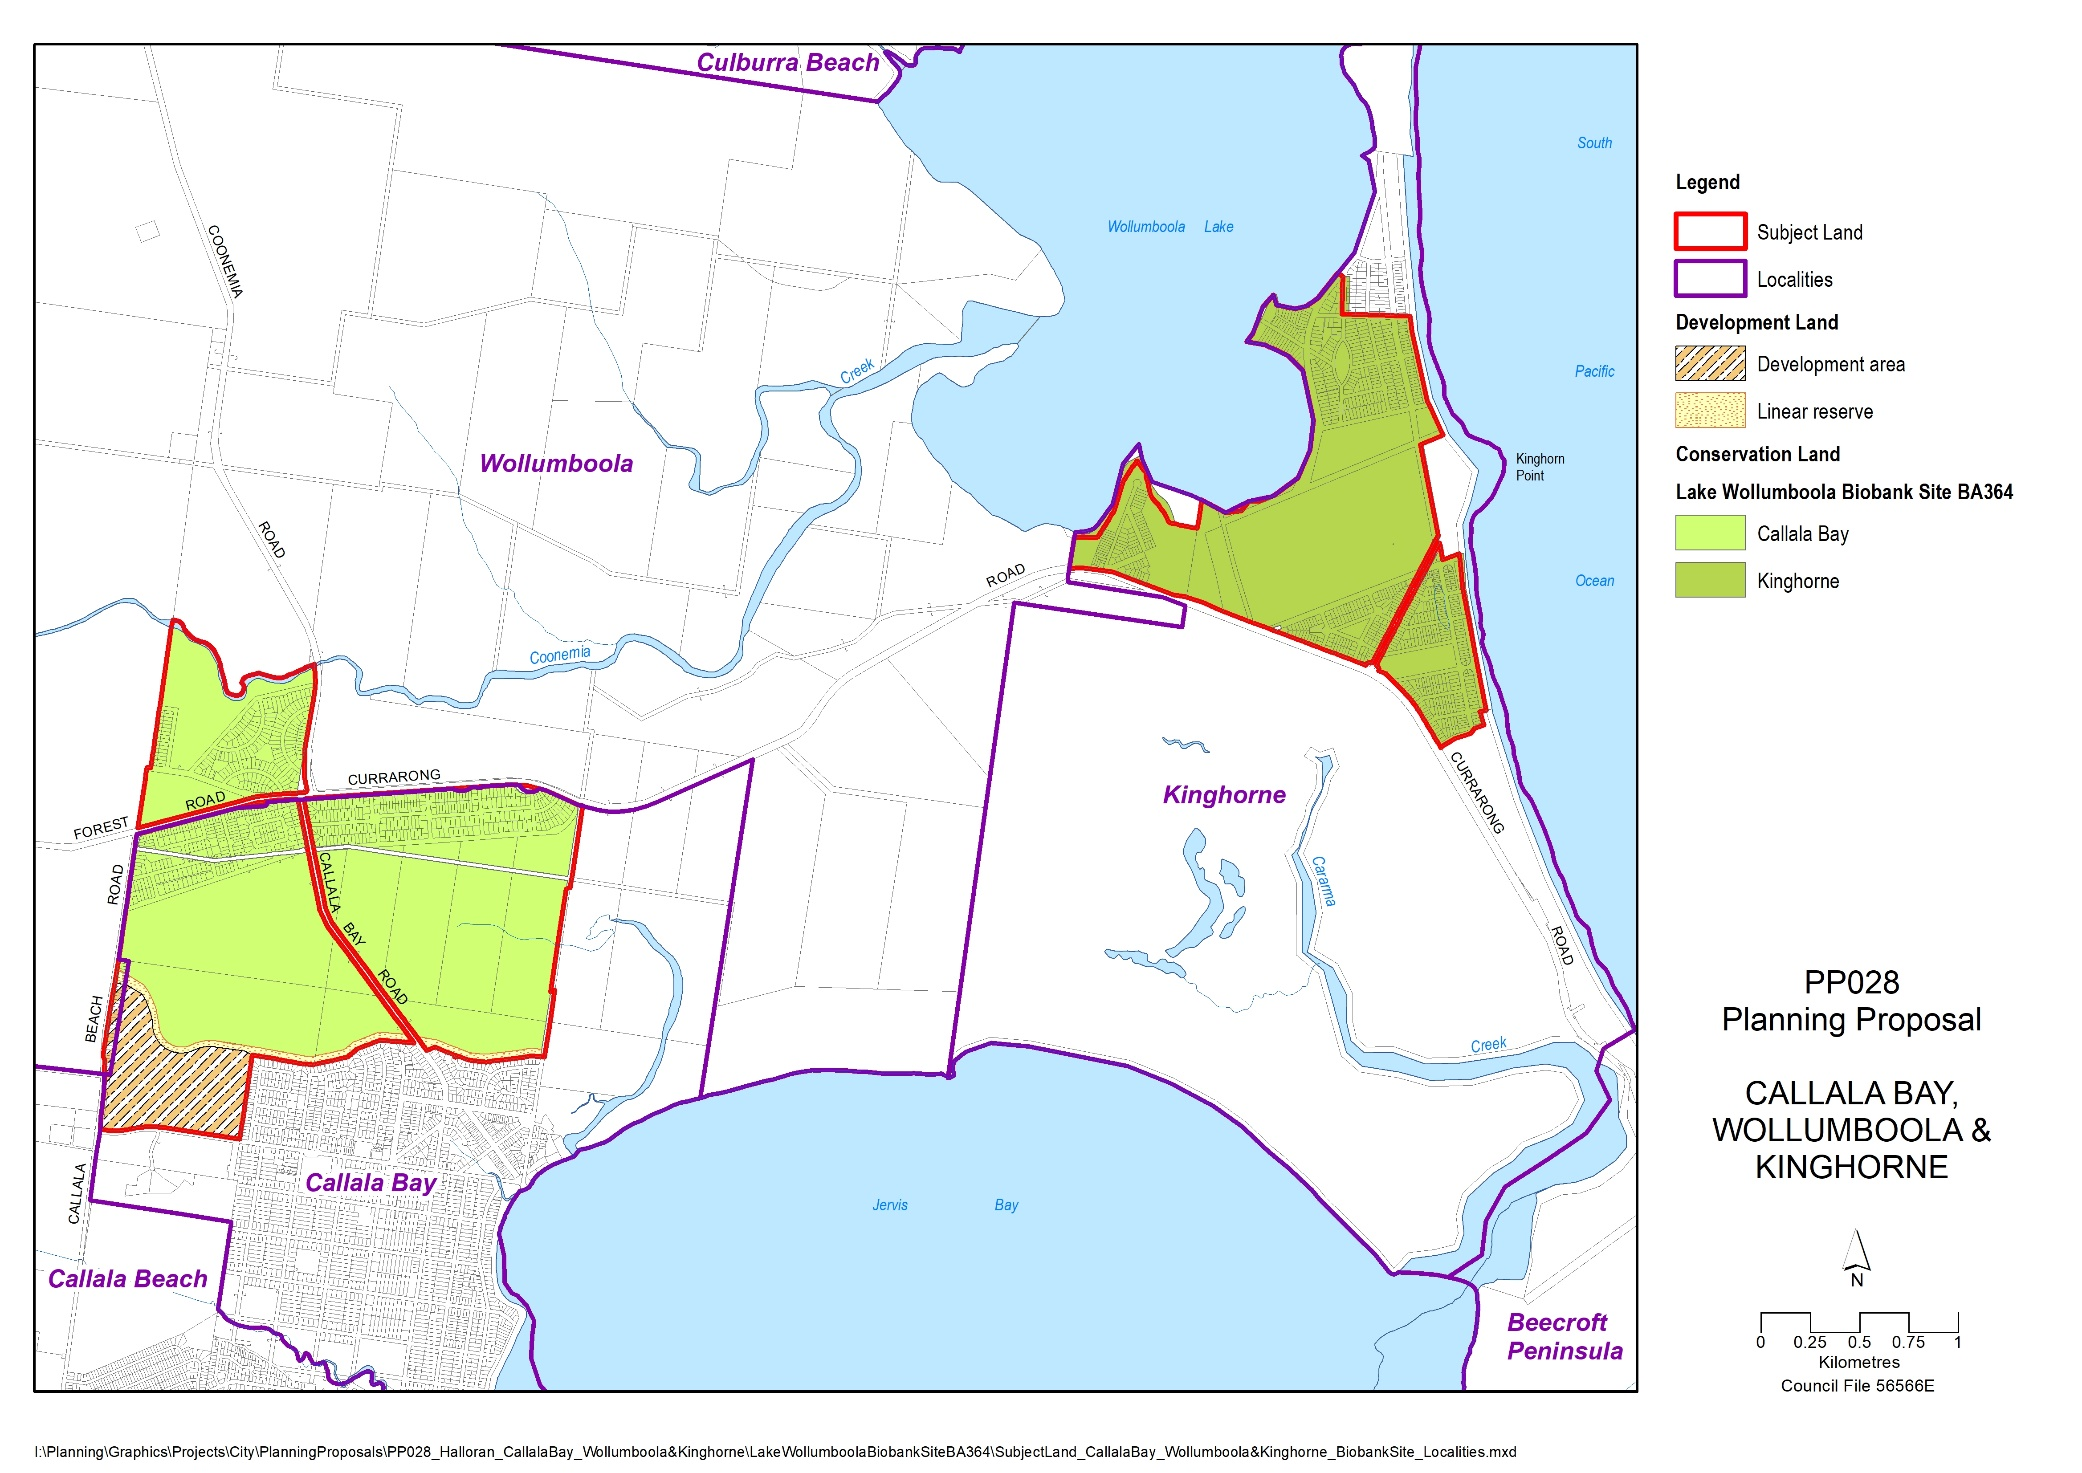 Culburra Beach
South
Wollumboola Lake
COONEMIA
Creek
Pacific
Wollumboola
Kinghorn
Point
ROAD
ROAD
Ocean
Coonemia
CURRARONG
ROAD
FOREST
Kinghorne
CURRARONG
ROAD
CALLALA
Cararma
BAY
ROAD
ROAD
BEACH
Creek
Callala Bay
CALLALA
Jervis Bay
Callala Beach
Beecroft
Peninsula
Legend
Subject Land
Localities
Development Land
Development area
Linear reserve
Conservation Land
Lake Wollumboola Biobank Site BA364
Callala Bay
Kinghorne
PP028
Planning Proposal
CALLALA BAY,
WOLLUMBOOLA &
KINGHORNE
N
0 0.25 0.5 0.75 1
Kilometres
Council File 56566E
I:\Planning\Graphics\Projects\City\PlanningProposals\PP028_Halloran_CallalaBay_Wollumboola&Kinghorne\LakeWollumboolaBiobankSiteBA364\SubjectLand_CallalaBay_Wollumboola&Kinghorne_BiobankSite_Localities.mxd